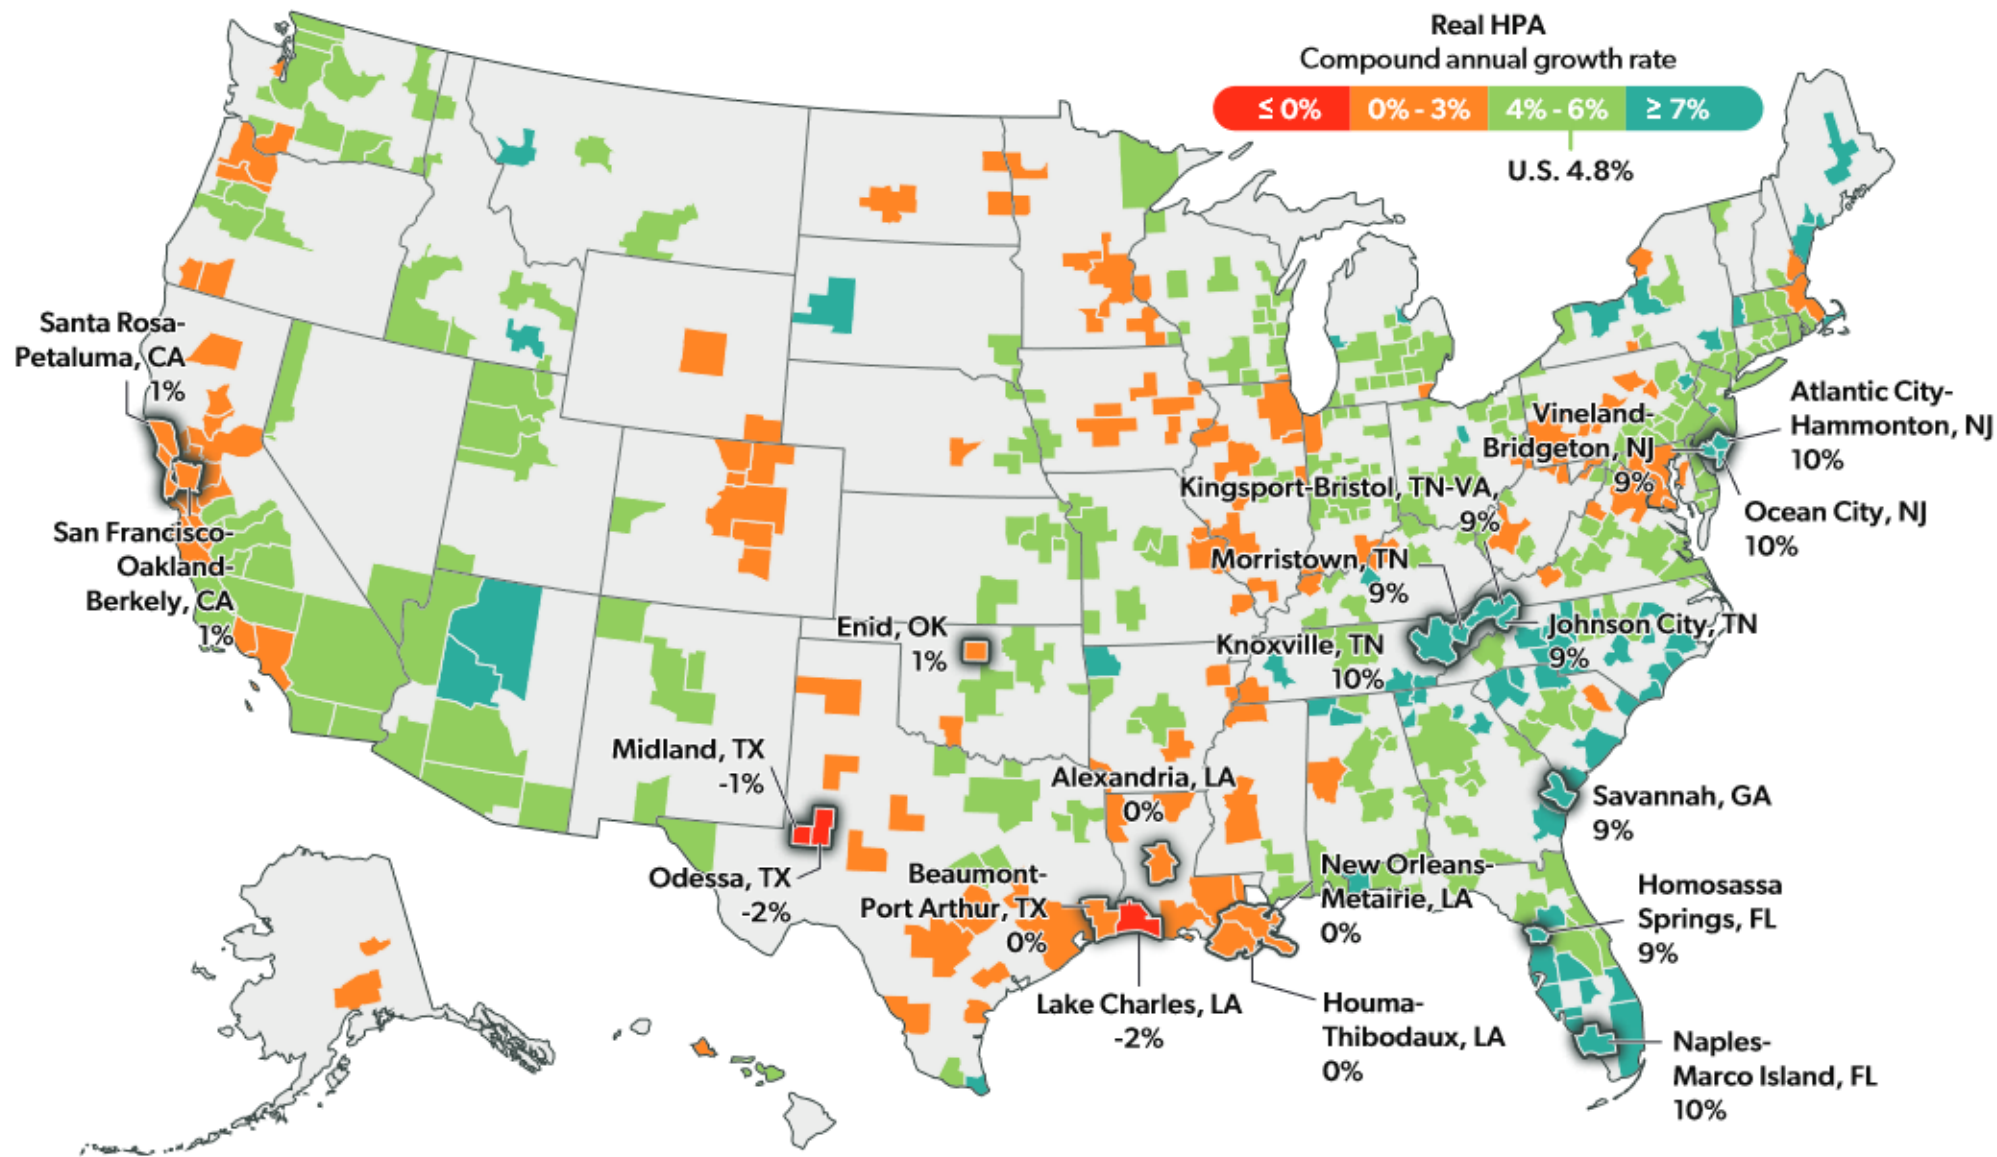 Real HPA
Compound annual growth rate
≤ 0%
0% - 3%
4% - 6%
≥ 7%
U.S. 4.8%
Santa Rosa-
Petaluma, CA
1%
San Francisco-
Oakland-
Berkely, CA
1%
Midland, TX
-1%
Odessa, TX
-2%
Enid, OK
1%
Beaumont-
Port Arthur, TX
0%
Alexandria, LA
0%
Lake Charles, LA
-2%
New Orleans-
Metairie, LA
0%
Houma-
Thibodaux, LA
0%
Kingsport-Bristol, TN-VA,
9%
Morristown, TN
9%
Knoxville, TN
10%
Johnson City, TN
9%
Vineland-
Bridgeton, NJ
9%
Atlantic City-
Hammonton, NJ
10%
Ocean City, NJ
10%
Savannah, GA
9%
Homosassa
Springs, FL
9%
Naples-
Marco Island, FL
10%